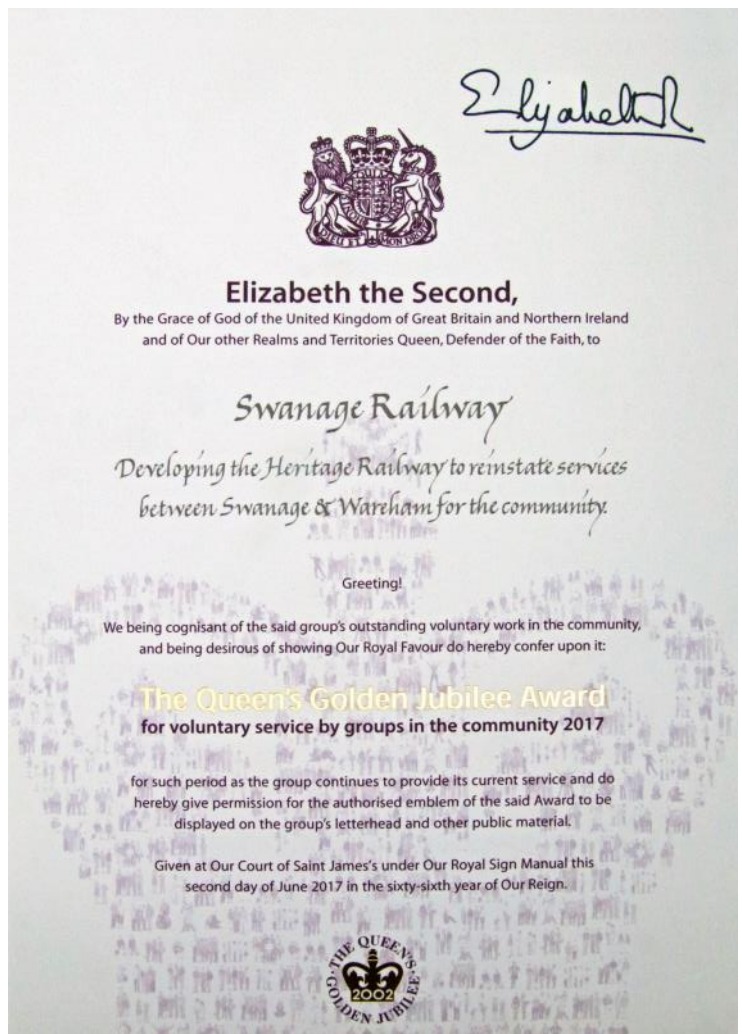 Elizabeth R
DIEU ET MON DROIT
Elizabeth the Second,
By the Grace of God of the United Kingdom of Great Britain and Northern Ireland
and of Our other Realms and Territories Queen, Defender of the Faith, to
Swanage Railway
Developing the Heritage Railway to reinstate services
between Swanage & Wareham for the community.
Greeting!
We being cognisant of the said group's outstanding voluntary work in the community,
and being desirous of showing Our Royal Favour do hereby confer upon it:
The Queen's Golden Jubilee Award
for voluntary service by groups in the community 2017
for such period as the group continues to provide its current service and do
hereby give permission for the authorised emblem of the said Award to be
displayed on the group's letterhead and other public material.
Given at Our Court of Saint James's under Our Royal Sign Manual this
second day of June 2017 in the sixty-sixth year of Our Reign.
THE QUEEN'S
GOLDEN JUBILEE
2002